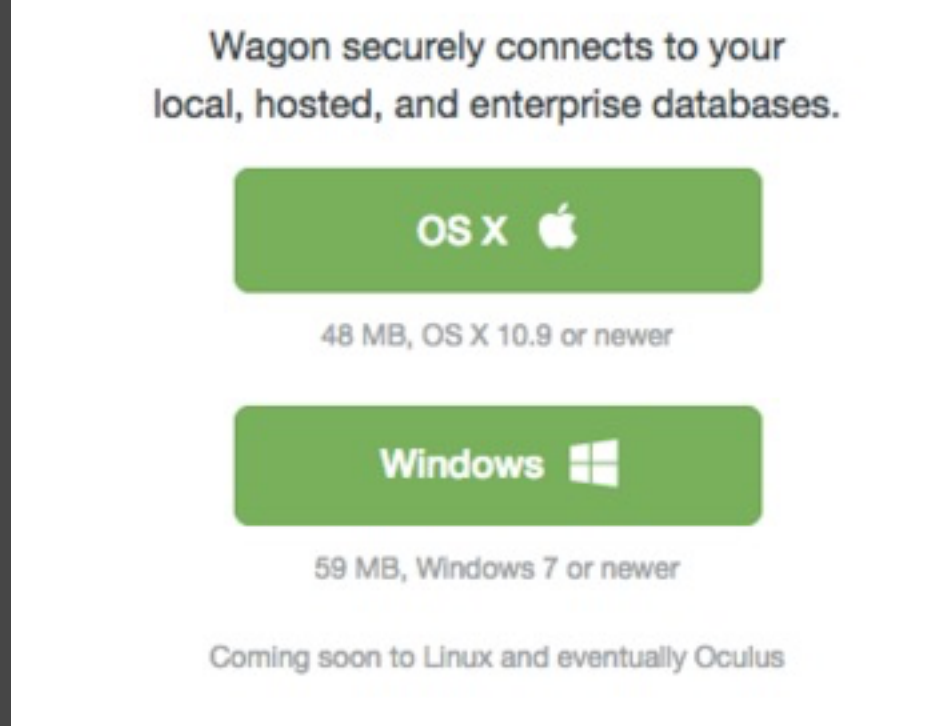 Wagon securely connects to your
local, hosted, and enterprise databases.
OS X
48 MB, OS X 10.9 or newer
Windows
59 MB, Windows 7 or newer
Coming soon to Linux and eventually Oculus